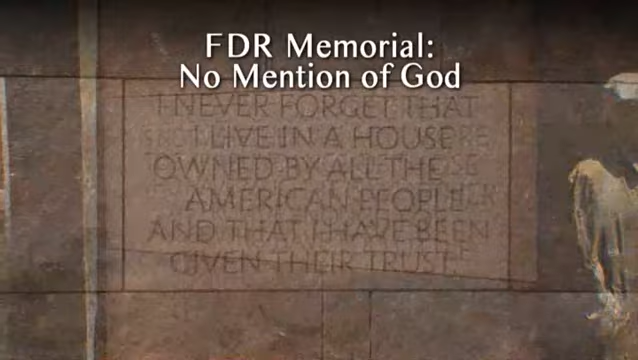 FDR Memorial:
No Mention of God
I NEVER FORGET THAT
I LIVE IN A HOUSE
OWNED BY ALL THE
AMERICAN PEOPLE
AND THAT I HAVE BEEN
GIVEN THEIR TRUST